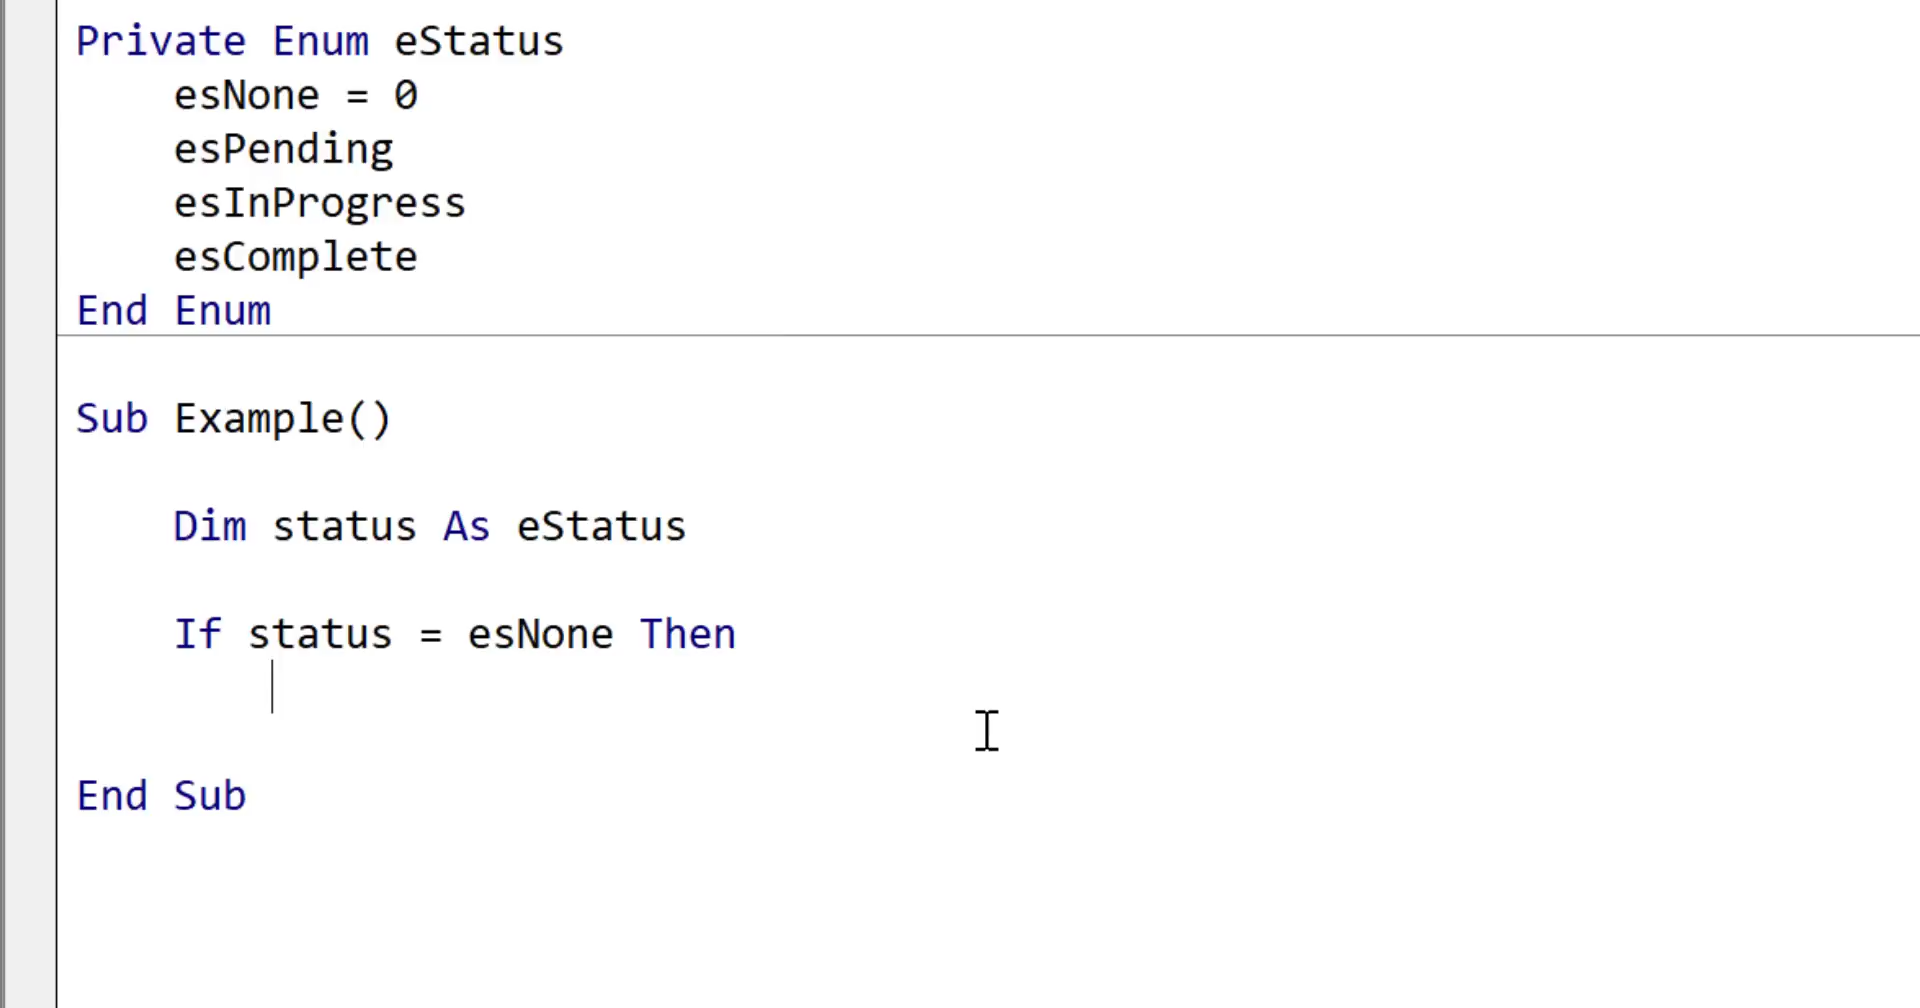 Private Enum eStatus
    esNone = 0
    esPending
    esInProgress
    esComplete
End Enum
Sub Example()
    Dim status As eStatus
    If status = esNone Then
End Sub